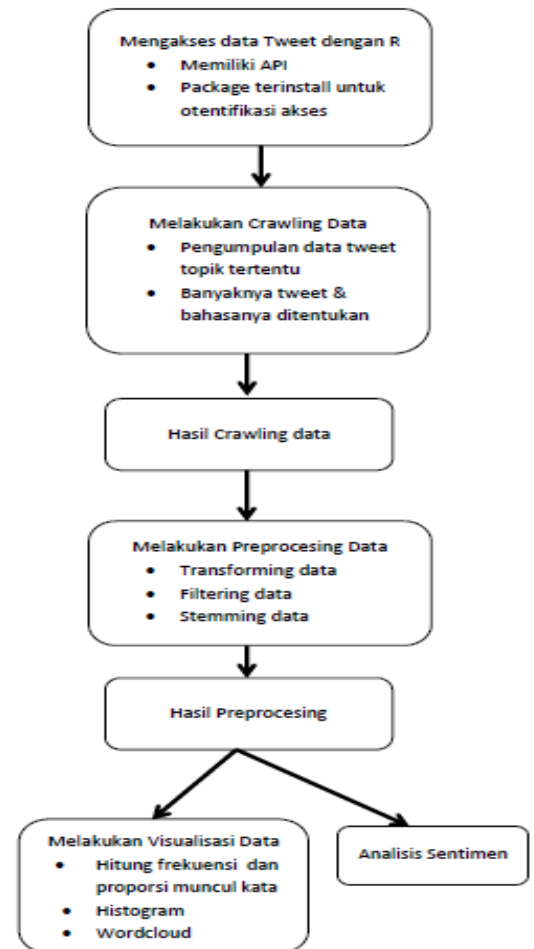 Mengakses data Tweet dengan R
• Memiliki API
• Package terinstall untuk
otentifikasi akses
Melakukan Crawling Data
• Pengumpulan data tweet
topik tertentu
• Banyaknya tweet &
bahasanya ditentukan
Hasil Crawling data
Melakukan Preprocesing Data
• Transforming data
• Filtering data
• Stemming data
Hasil Preprocesing
Melakukan Visualisasi Data
• Hitung frekuensi dan
proporsi muncul kata
• Histogram
• Wordcloud
Analisis Sentimen